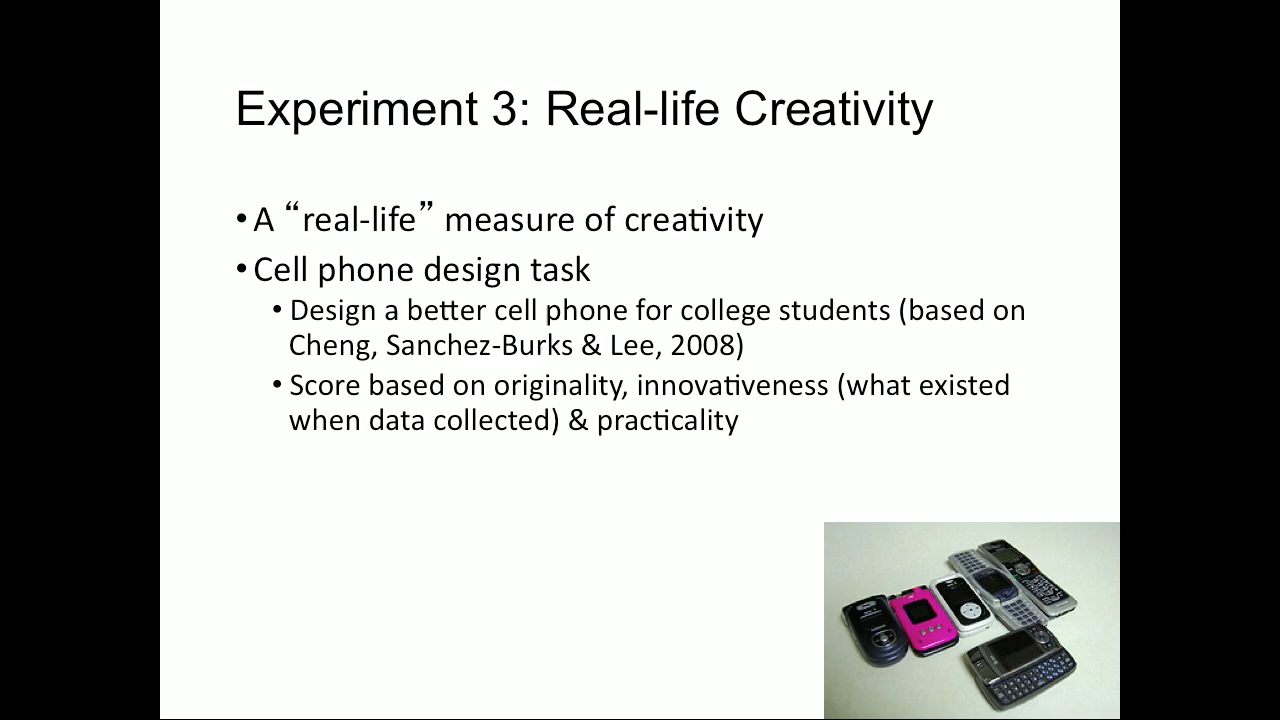 Experiment 3: Real-life Creativity
• A “real-life” measure of creativity
• Cell phone design task
• Design a better cell phone for college students (based on
Cheng, Sanchez-Burks & Lee, 2008)
• Score based on originality, innovativeness (what existed
when data collected) & practicality